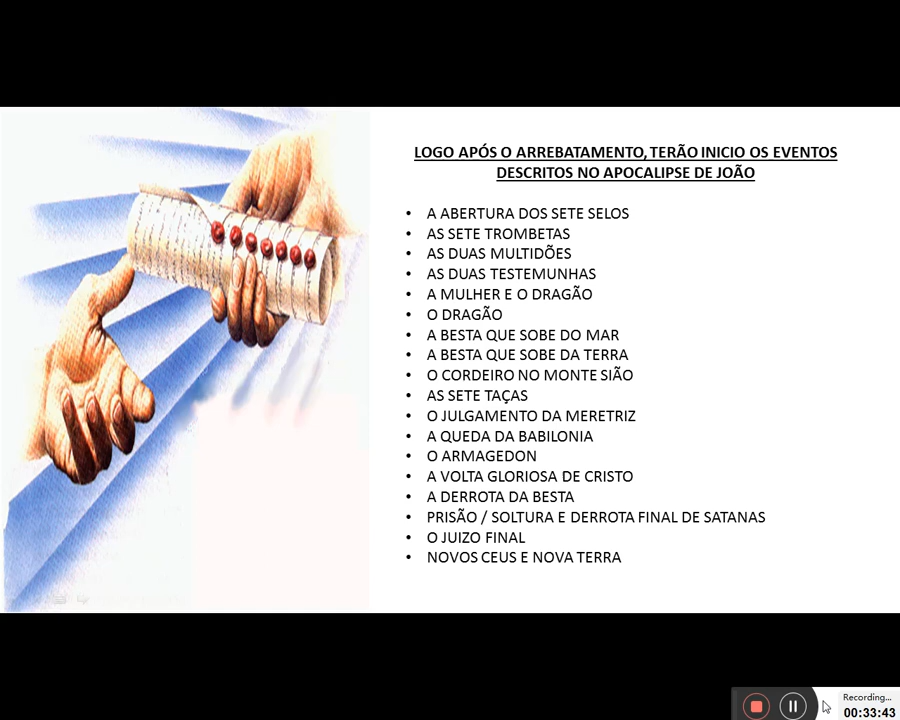 LOGO APÓS O ARREBATAMENTO, TERÃO INICIO OS EVENTOS
DESCRITOS NO APOCALIPSE DE JOÃO
• A ABERTURA DOS SETE SELOS
• AS SETE TROMBETAS
• AS DUAS MULTIDÕES
• AS DUAS TESTEMUNHAS
• A MULHER E O DRAGÃO
• O DRAGÃO
• A BESTA QUE SOBE DO MAR
• A BESTA QUE SOBE DA TERRA
• O CORDEIRO NO MONTE SIÃO
• AS SETE TAÇAS
• O JULGAMENTO DA MERETRIZ
• A QUEDA DA BABILONIA
• O ARMAGEDON
• A VOLTA GLORIOSA DE CRISTO
• A DERROTA DA BESTA
• PRISÃO / SOLTURA E DERROTA FINAL DE SATANAS
• O JUIZO FINAL
• NOVOS CEUS E NOVA TERRA
Recording...
00:33:43